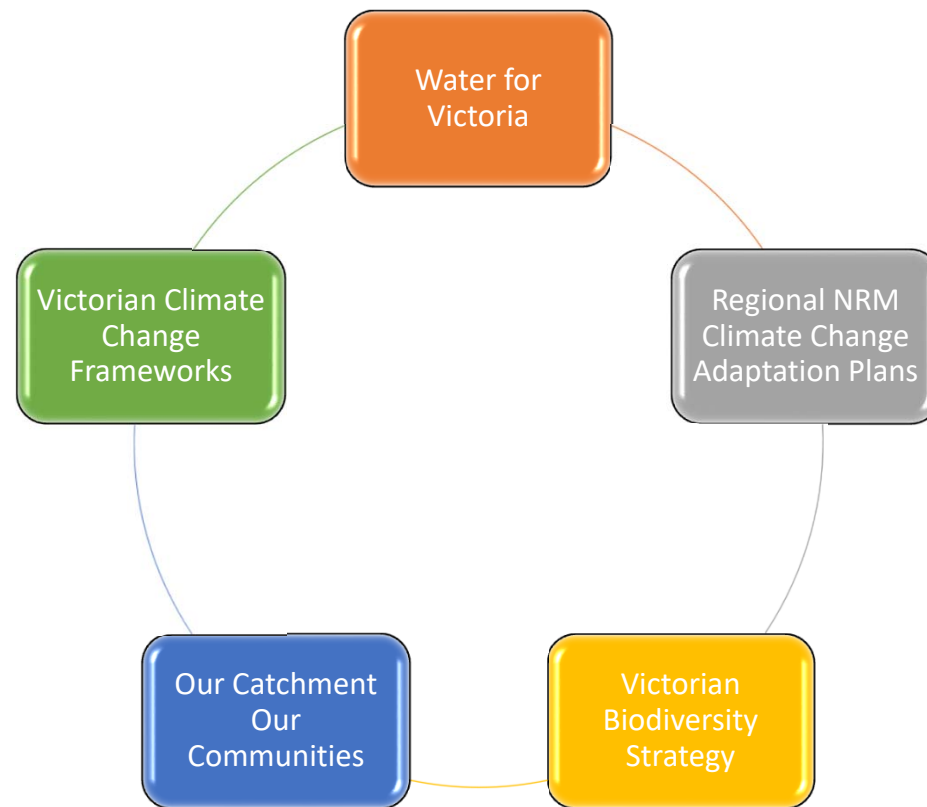 Water for
Victoria
Victorian Climate
Change
Frameworks
Regional NRM
Climate Change
Adaptation Plans
Our Catchment
Our
Communities
Victorian
Biodiversity
Strategy